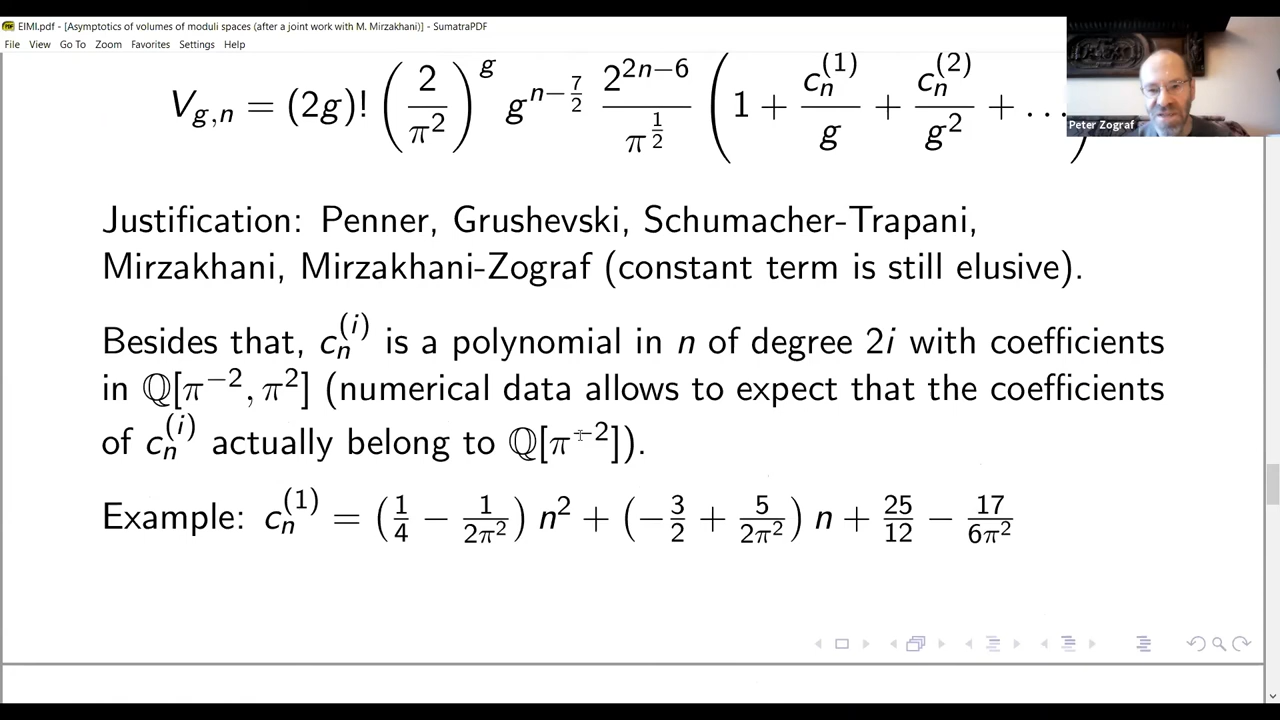 EIMI.pdf - [Asymptotics of volumes of moduli spaces (after a joint work with M. Mirzakhani)] - SumatraPDF
File View Go To Zoom Favorites Settings Help
Peter Zograf
V_{g,n} = (2g)! (2/π^2)^g g^{n−7/2} 2^{2n−6}/π^{1/2} (1 + c_n^{(1)}/g + c_n^{(2)}/g^2 + ... )
Justification: Penner, Grushevski, Schumacher-Trapani,
Mirzakhani, Mirzakhani-Zograf (constant term is still elusive).
Besides that, c_n^{(i)} is a polynomial in n of degree 2i with coefficients
in ℚ[π^{−2}, π^2] (numerical data allows to expect that the coefficients
of c_n^{(i)} actually belong to ℚ[π^{−2}]).
Example: c_n^{(1)} = (1/4 − 1/(2π^2)) n^2 + (−3/2 + 5/(2π^2)) n + 25/12 − 17/(6π^2)